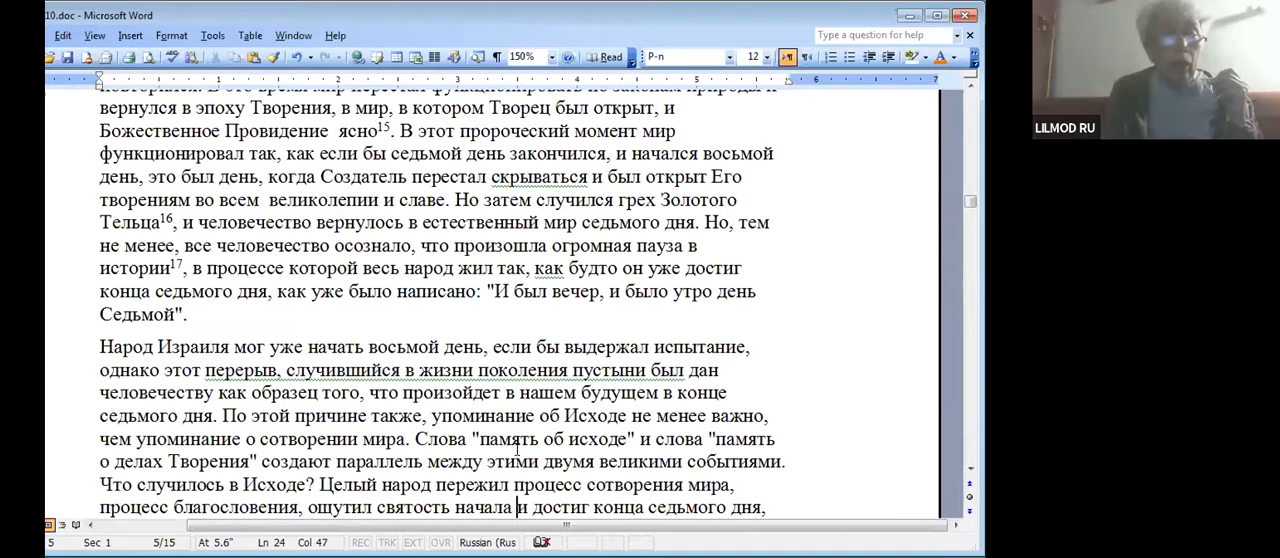 10.doc - Microsoft Word
Edit View Insert Format Tools Table Window Help Type a question for help
150% Read P-n 12
1 2 3 4 5 6 7
вернулся в эпоху Творения, в мир, в котором Творец был открыт, и
Божественное Провидение ясно15. В этот пророческий момент мир
функционировал так, как если бы седьмой день закончился, и начался восьмой
день, это был день, когда Создатель перестал скрываться и был открыт Его
творениям во всем великолепии и славе. Но затем случился грех Золотого
Тельца16, и человечество вернулось в естественный мир седьмого дня. Но, тем
не менее, все человечество осознало, что произошла огромная пауза в
истории17, в процессе которой весь народ жил так, как будто он уже достиг
конца седьмого дня, как уже было написано: "И был вечер, и было утро день
Седьмой".
Народ Израиля мог уже начать восьмой день, если бы выдержал испытание,
однако этот перерыв, случившийся в жизни поколения пустыни был дан
человечеству как образец того, что произойдет в нашем будущем в конце
седьмого дня. По этой причине также, упоминание об Исходе не менее важно,
чем упоминание о сотворении мира. Слова "память об исходе" и слова "память
о делах Творения" создают параллель между этими двумя великими событиями.
Что случилось в Исходе? Целый народ пережил процесс сотворения мира,
процесс благословения, ощутил святость начала и достиг конца седьмого дня,
5 Sec 1 5/15 At 5.6" Ln 24 Col 47 REC TRK EXT OVR Russian (Rus
LILMOD RU